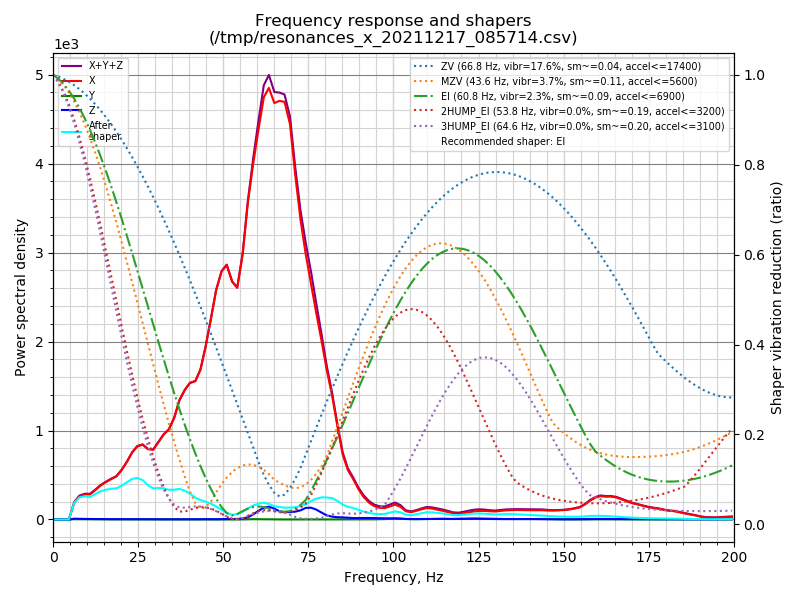 Frequency response and shapers
(/tmp/resonances_x_20211217_085714.csv)
1e3
X+Y+Z
X
Y
Z
After
shaper
ZV (66.8 Hz, vibr=17.6%, sm~=0.04, accel<=17400)
MZV (43.6 Hz, vibr=3.7%, sm~=0.11, accel<=5600)
EI (60.8 Hz, vibr=2.3%, sm~=0.09, accel<=6900)
2HUMP_EI (53.8 Hz, vibr=0.0%, sm~=0.19, accel<=3200)
3HUMP_EI (64.6 Hz, vibr=0.0%, sm~=0.20, accel<=3100)
Recommended shaper: EI
5
4
3
2
1
0
Power spectral density
1.0
0.8
0.6
0.4
0.2
0.0
Shaper vibration reduction (ratio)
0 25 50 75 100 125 150 175 200
Frequency, Hz